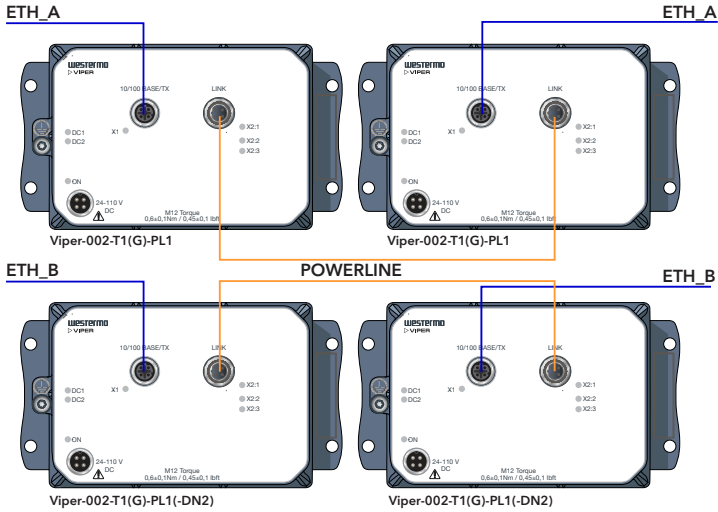 ETH_A
ETH_A
westermo
VIPER
10/100 BASE/TX
LINK
X1
X2:1
X2:2
X2:3
DC1
DC2
ON
24-110 V
DC
M12 Torque
0,6±0,1Nm / 0,45±0,1 lbft
Viper-002-T1(G)-PL1
westermo
VIPER
10/100 BASE/TX
LINK
X1
X2:1
X2:2
X2:3
DC1
DC2
ON
24-110 V
DC
M12 Torque
0,6±0,1Nm / 0,45±0,1 lbft
Viper-002-T1(G)-PL1
POWERLINE
ETH_B
ETH_B
westermo
VIPER
10/100 BASE/TX
LINK
X1
X2:1
X2:2
X2:3
DC1
DC2
ON
24-110 V
DC
M12 Torque
0,6±0,1Nm / 0,45±0,1 lbft
Viper-002-T1(G)-PL1(-DN2)
westermo
VIPER
10/100 BASE/TX
LINK
X1
X2:1
X2:2
X2:3
DC1
DC2
ON
24-110 V
DC
M12 Torque
0,6±0,1Nm / 0,45±0,1 lbft
Viper-002-T1(G)-PL1(-DN2)